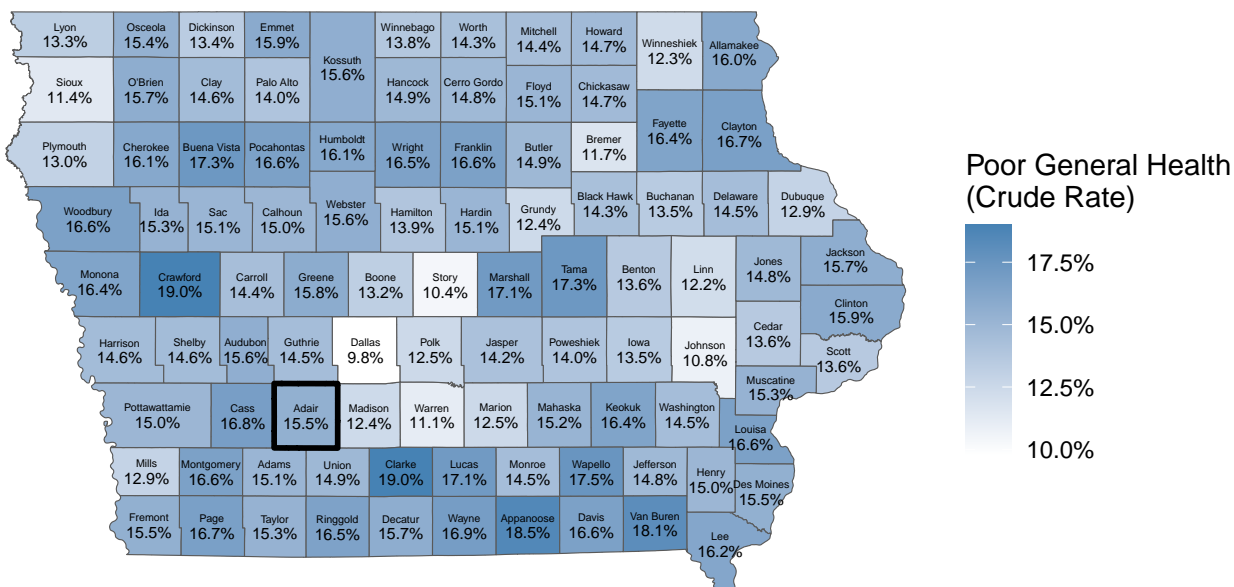 Lyon
13.3%
Osceola
15.4%
Dickinson
13.4%
Emmet
15.9%
Kossuth
15.6%
Winnebago
13.8%
Worth
14.3%
Mitchell
14.4%
Howard
14.7%
Winneshiek
12.3%
Allamakee
16.0%
Sioux
11.4%
O'Brien
15.7%
Clay
14.6%
Palo Alto
14.0%
Hancock
14.9%
Cerro Gordo
14.8%
Floyd
15.1%
Chickasaw
14.7%
Plymouth
13.0%
Cherokee
16.1%
Buena Vista
17.3%
Pocahontas
16.6%
Humboldt
16.1%
Wright
16.5%
Franklin
16.6%
Butler
14.9%
Bremer
11.7%
Fayette
16.4%
Clayton
16.7%
Woodbury
16.6%
Ida
15.3%
Sac
15.1%
Calhoun
15.0%
Webster
15.6%
Hamilton
13.9%
Hardin
15.1%
Grundy
12.4%
Black Hawk
14.3%
Buchanan
13.5%
Delaware
14.5%
Dubuque
12.9%
Monona
16.4%
Crawford
19.0%
Carroll
14.4%
Greene
15.8%
Boone
13.2%
Story
10.4%
Marshall
17.1%
Tama
17.3%
Benton
13.6%
Linn
12.2%
Jones
14.8%
Jackson
15.7%
Clinton
15.9%
Harrison
14.6%
Shelby
14.6%
Audubon
15.6%
Guthrie
14.5%
Dallas
9.8%
Polk
12.5%
Jasper
14.2%
Poweshiek
14.0%
Iowa
13.5%
Johnson
10.8%
Cedar
13.6%
Scott
13.6%
Muscatine
15.3%
Pottawattamie
15.0%
Cass
16.8%
Adair
15.5%
Madison
12.4%
Warren
11.1%
Marion
12.5%
Mahaska
15.2%
Keokuk
16.4%
Washington
14.5%
Louisa
16.6%
Mills
12.9%
Montgomery
16.6%
Adams
15.1%
Union
14.9%
Clarke
19.0%
Lucas
17.1%
Monroe
14.5%
Wapello
17.5%
Jefferson
14.8%
Henry
15.0%
Des Moines
15.5%
Fremont
15.5%
Page
16.7%
Taylor
15.3%
Ringgold
16.5%
Decatur
15.7%
Wayne
16.9%
Appanoose
18.5%
Davis
16.6%
Van Buren
18.1%
Lee
16.2%
Poor General Health
(Crude Rate)
17.5%
15.0%
12.5%
10.0%